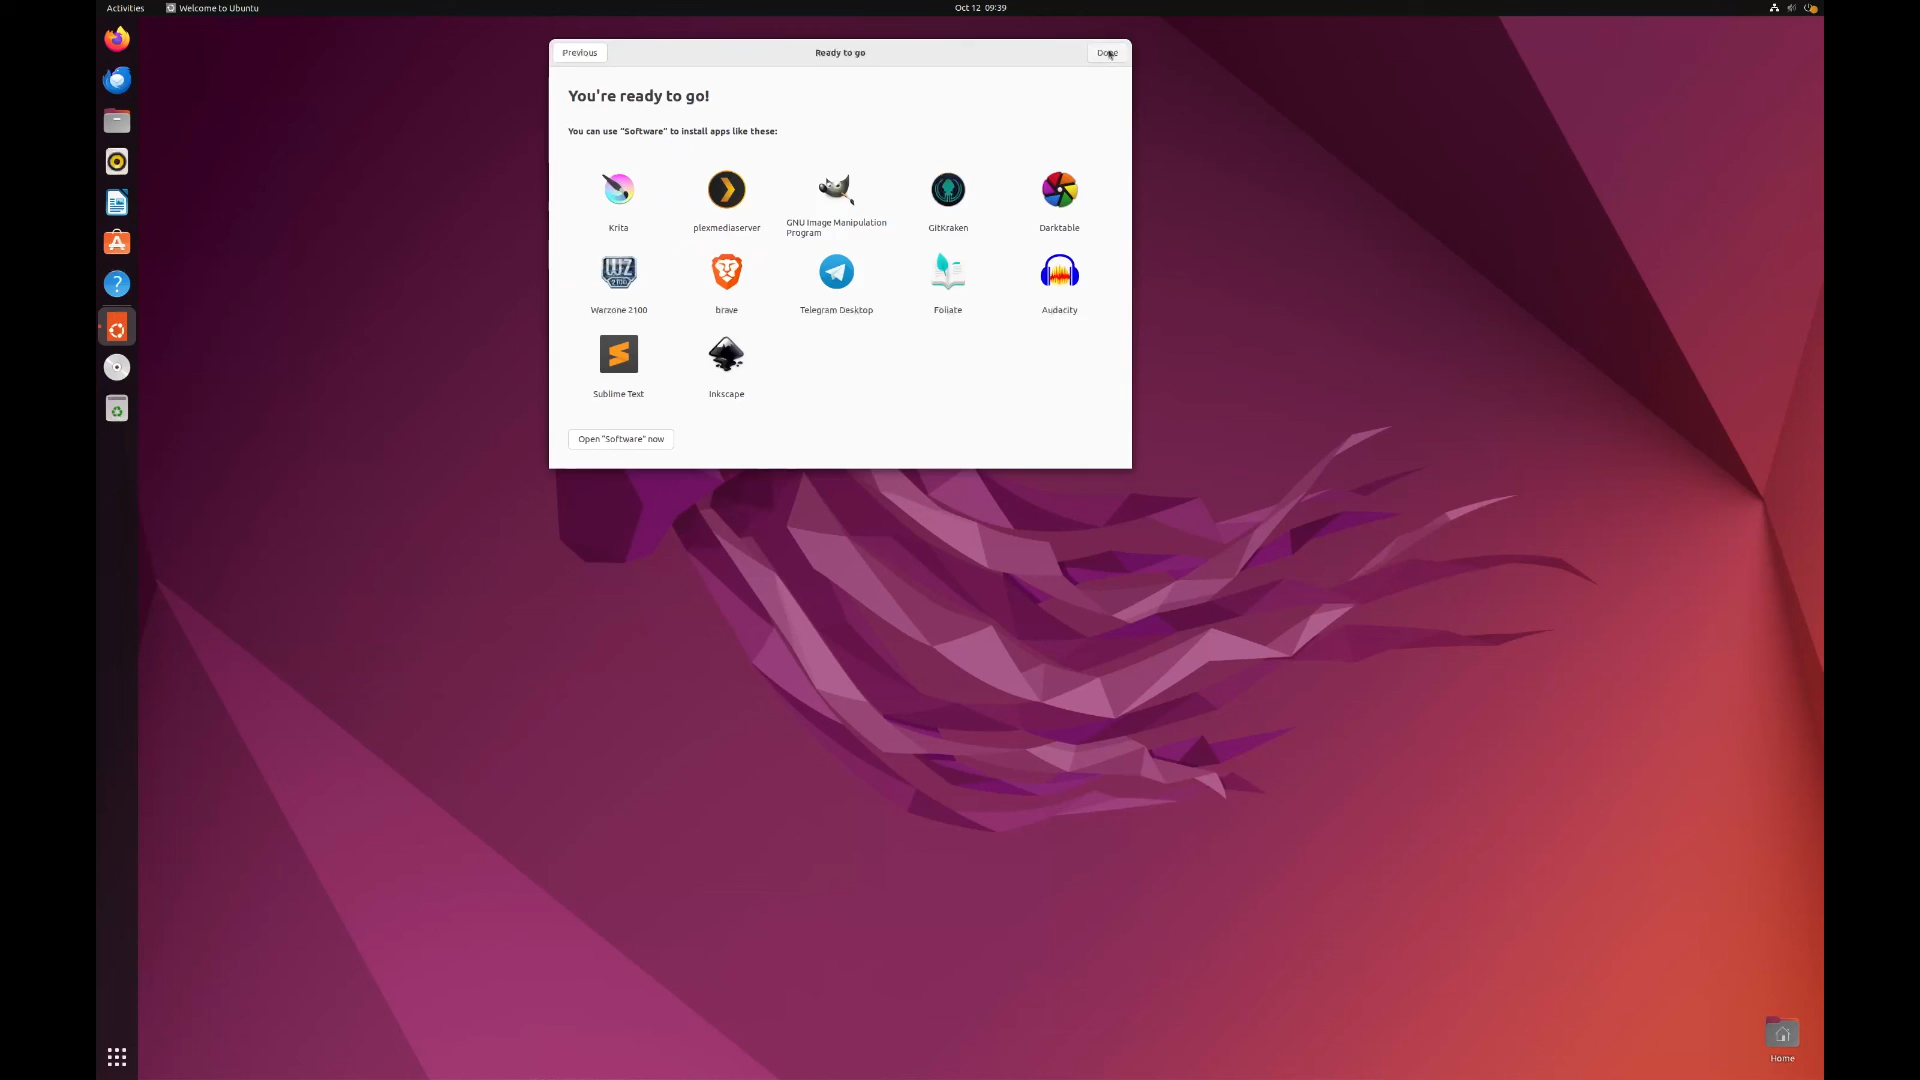 Activities
Welcome to Ubuntu
Oct 12 09:39
Previous
Ready to go
Done
You're ready to go!
You can use “Software” to install apps like these:
Krita
plexmediaserver
GNU Image Manipulation
Program
GitKraken
Darktable
WZ
2100
Warzone 2100
brave
Telegram Desktop
Foliate
Audacity
Sublime Text
Inkscape
Open “Software” now
Home